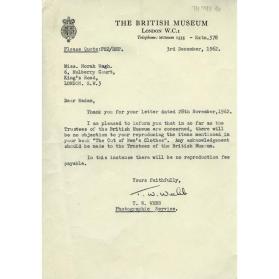 THE BRITISH MUSEUM
LONDON W.C.1
Telephone: MUSEUM 1555 - Extn.378
Please Quote:PHZ/BHP.
3rd December, 1962.
Miss. Norah Waugh,
6, Mulberry Court,
King's Road,
LONDON. S.W.3
Dear Madam,
Thank you for your letter dated 28th November,1962.
I am pleased to inform you that in so far as the
Trustees of the British Museum are concerned, there will
be no objection to your reproducing the items mentioned in
your book "The Cut of Men's Clothes". Any acknowledgment
should be made to the Trustees of the British Museum.
In this instance there will be no reproduction fee
payable.
Yours faithfully,
T. W. Webb
T. W. WEBB
Photographic Service.